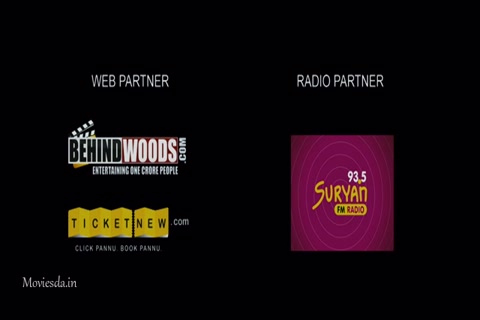 WEB PARTNER
RADIO PARTNER
BEHINDWOODS.COM
ENTERTAINING ONE CRORE PEOPLE
TICKETNEW.com
CLICK PANNU. BOOK PANNU.
93.5
SURYAN
FM RADIO
Moviesda.in